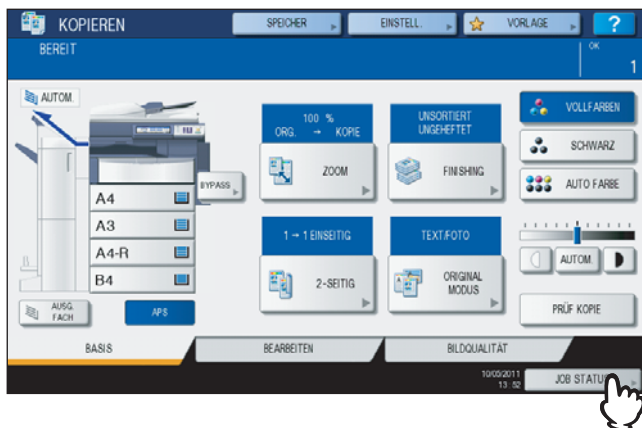 KOPIEREN
SPEICHER
EINSTELL.
VORLAGE
?
BEREIT
OK
1
AUTOM.
100 %
ORG. → KOPIE
UNSORTIERT
UNGEHEFTET
VOLLFARBEN
ZOOM
FINISHING
SCHWARZ
BYPASS
AUTO FARBE
A4
A3
1 → 1 EINSEITIG
TEXT/FOTO
A4-R
AUTOM.
B4
2-SEITIG
ORIGINAL
MODUS
AUSG.
FACH
APS
PRÜF KOPIE
BASIS
BEARBEITEN
BILDQUALITÄT
10/05/2011
13 52
JOB STATUS